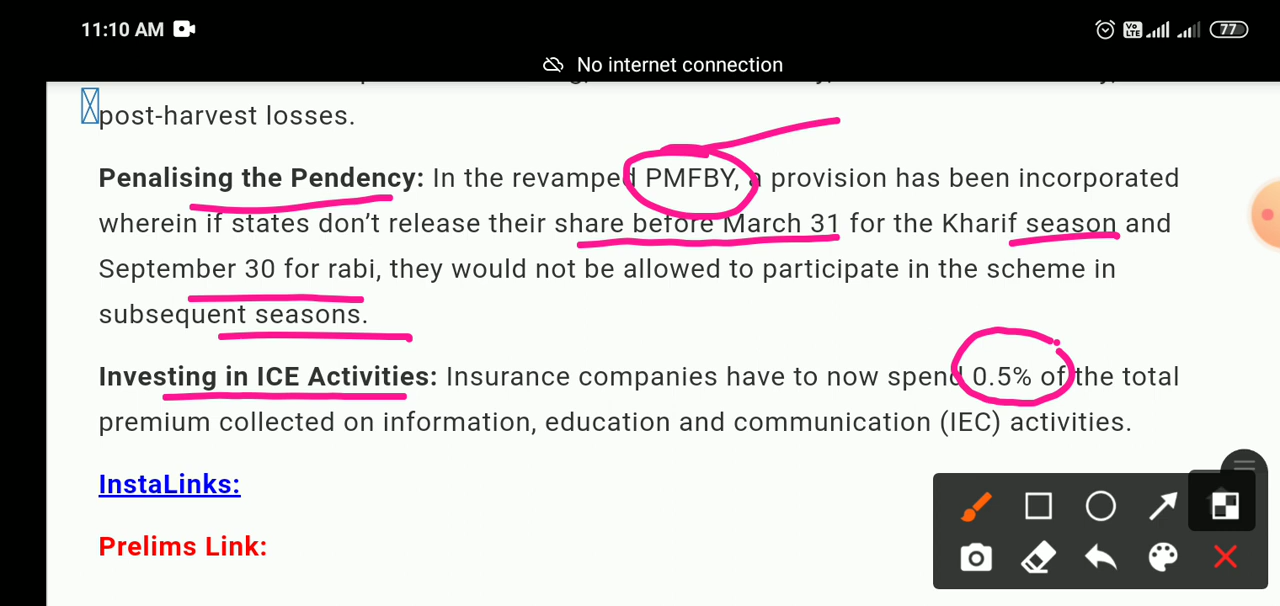 11:10 AM
Vo LTE
77
No internet connection
post-harvest losses.
Penalising the Pendency: In the revamped PMFBY, a provision has been incorporated
wherein if states don’t release their share before March 31 for the Kharif season and
September 30 for rabi, they would not be allowed to participate in the scheme in
subsequent seasons.
Investing in ICE Activities: Insurance companies have to now spend 0.5% of the total
premium collected on information, education and communication (IEC) activities.
InstaLinks:
Prelims Link: